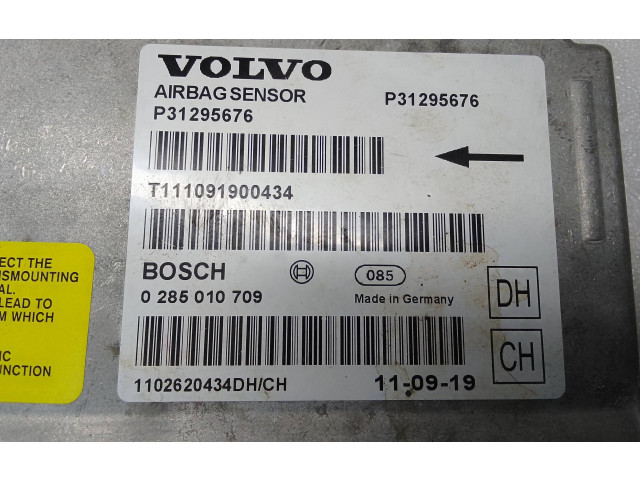 VOLVO
AIRBAG SENSOR P31295676
P31295676
T111091900434
BOSCH 085
0 285 010 709 Made in Germany
DH
CH
1102620434DH/CH 11-09-19
ECT THE
SMOUNTING
AL.
LEAD TO
M WHICH
IC
UNCTION